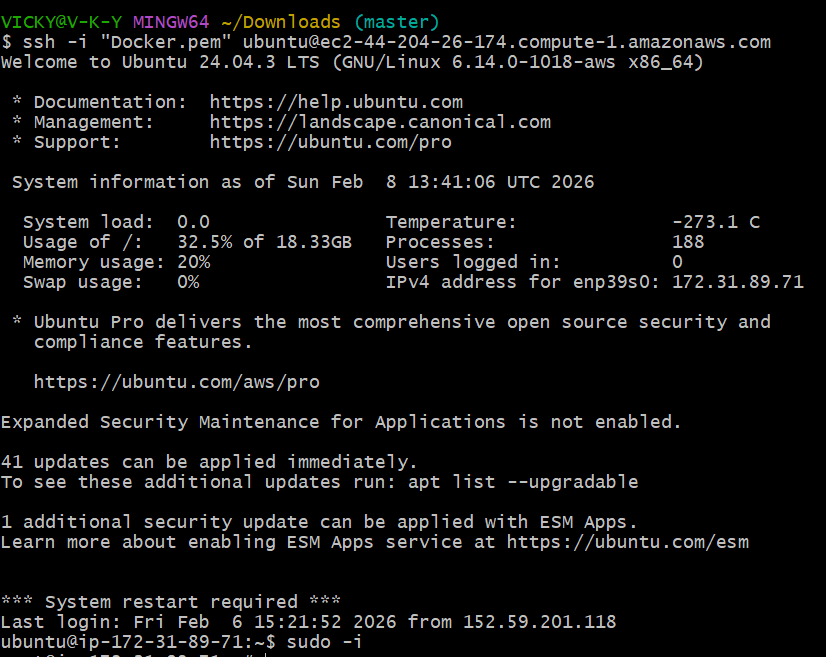 VICKY@V-K-Y MINGW64 ~/Downloads (master)
$ ssh -i "Docker.pem" ubuntu@ec2-44-204-26-174.compute-1.amazonaws.com
Welcome to Ubuntu 24.04.3 LTS (GNU/Linux 6.14.0-1018-aws x86_64)

 * Documentation:  https://help.ubuntu.com
 * Management:     https://landscape.canonical.com
 * Support:        https://ubuntu.com/pro

 System information as of Sun Feb  8 13:41:06 UTC 2026

  System load:  0.0                Temperature:              -273.1 C
  Usage of /:   32.5% of 18.33GB   Processes:                188
  Memory usage: 20%                Users logged in:          0
  Swap usage:   0%                 IPv4 address for enp39s0: 172.31.89.71

 * Ubuntu Pro delivers the most comprehensive open source security and
   compliance features.

   https://ubuntu.com/aws/pro

Expanded Security Maintenance for Applications is not enabled.

41 updates can be applied immediately.
To see these additional updates run: apt list --upgradable

1 additional security update can be applied with ESM Apps.
Learn more about enabling ESM Apps service at https://ubuntu.com/esm


*** System restart required ***
Last login: Fri Feb  6 15:21:52 2026 from 152.59.201.118
ubuntu@ip-172-31-89-71:~$ sudo -i